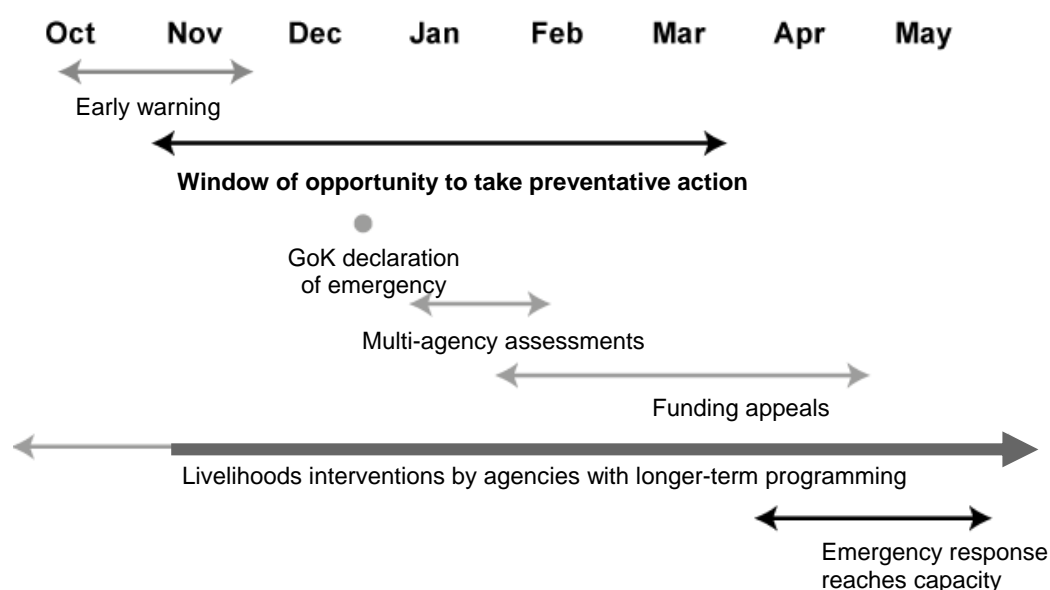 Oct Nov Dec Jan Feb Mar Apr May
Early warning
Window of opportunity to take preventative action
GoK declaration
of emergency
Multi-agency assessments
Funding appeals
Livelihoods interventions by agencies with longer-term programming
Emergency response
reaches capacity